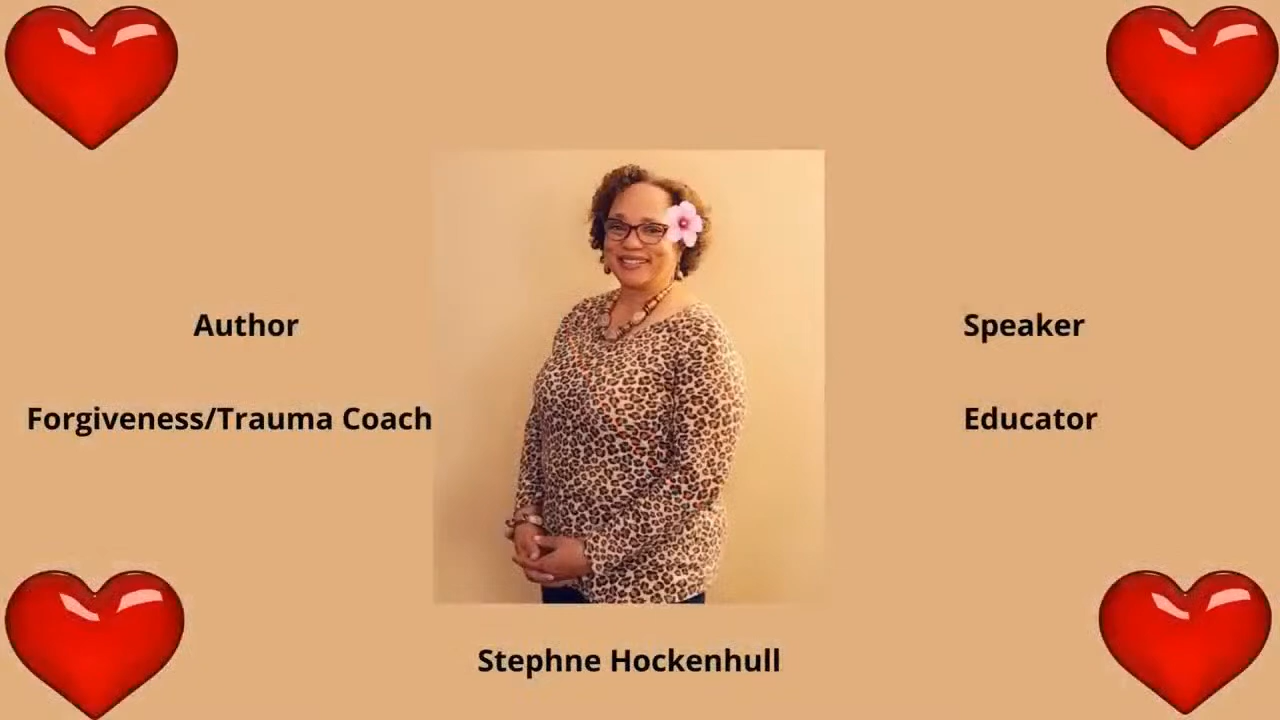 Author
Speaker
Forgiveness/Trauma Coach
Educator
Stephne Hockenhull